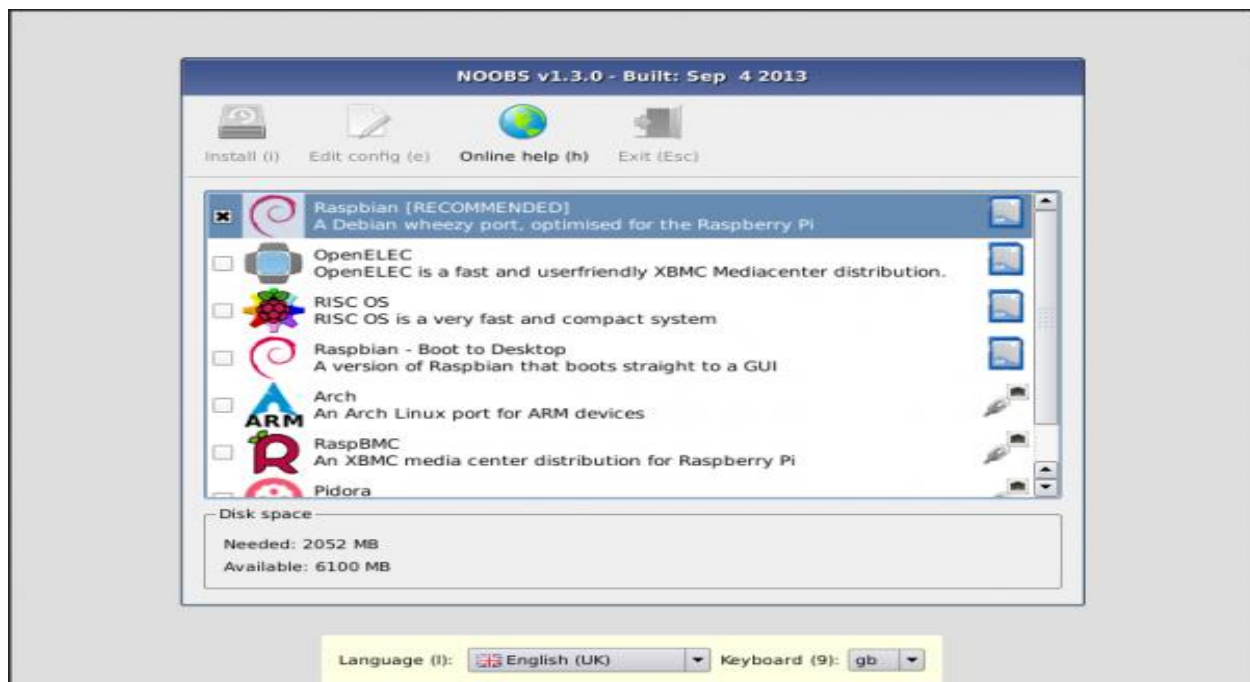 NOOBS v1.3.0 - Built: Sep 4 2013
Install (i) Edit config (e) Online help (h) Exit (Esc)
Raspbian [RECOMMENDED]
A Debian wheezy port, optimised for the Raspberry Pi
OpenELEC
OpenELEC is a fast and userfriendly XBMC Mediacenter distribution.
RISC OS
RISC OS is a very fast and compact system
Raspbian - Boot to Desktop
A version of Raspbian that boots straight to a GUI
Arch
ARM
An Arch Linux port for ARM devices
RaspBMC
An XBMC media center distribution for Raspberry Pi
Pidora
Disk space
Needed: 2052 MB
Available: 6100 MB
Language (l): English (UK) Keyboard (9): gb